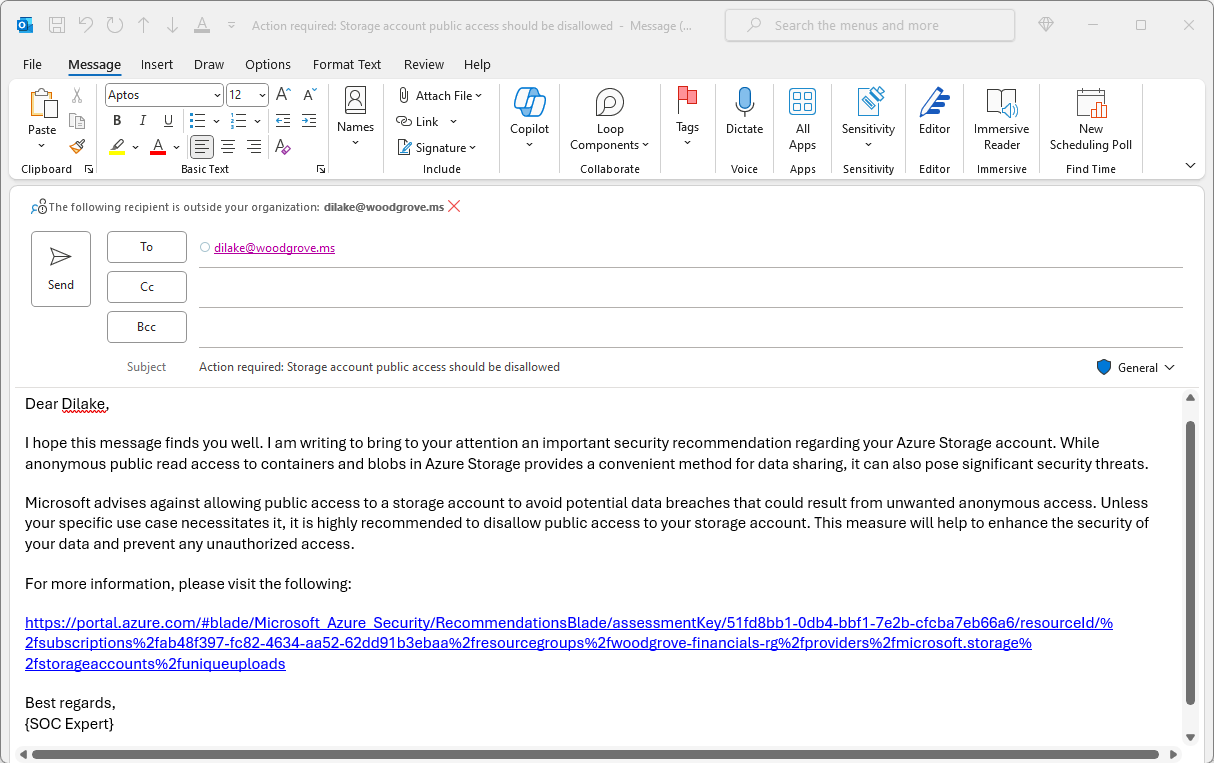 Action required: Storage account public access should be disallowed - Message (...
Search the menus and more
File Message Insert Draw Options Format Text Review Help
Aptos 12
Paste
B I U
A A
Names
Attach File
Link
Signature
Copilot
Loop
Components
Tags
Dictate
All
Apps
Sensitivity
Editor
Immersive
Reader
New
Scheduling Poll
Clipboard Basic Text Include Collaborate Voice Apps Sensitivity Editor Immersive Find Time
The following recipient is outside your organization: dilake@woodgrove.ms
Send
To dilake@woodgrove.ms
Cc
Bcc
Subject Action required: Storage account public access should be disallowed General
Dear Dilake,
I hope this message finds you well. I am writing to bring to your attention an important security recommendation regarding your Azure Storage account. While
anonymous public read access to containers and blobs in Azure Storage provides a convenient method for data sharing, it can also pose significant security threats.
Microsoft advises against allowing public access to a storage account to avoid potential data breaches that could result from unwanted anonymous access. Unless
your specific use case necessitates it, it is highly recommended to disallow public access to your storage account. This measure will help to enhance the security of
your data and prevent any unauthorized access.
For more information, please visit the following:
https://portal.azure.com/#blade/Microsoft_Azure_Security/RecommendationsBlade/assessmentKey/51fd8bb1-0db4-bbf1-7e2b-cfcba7eb66a6/resourceId/%
2fsubscriptions%2fab48f397-fc82-4634-aa52-62dd91b3ebaa%2fresourcegroups%2fwoodgrove-financials-rg%2fproviders%2fmicrosoft.storage%
2fstorageaccounts%2funiqueuploads
Best regards,
{SOC Expert}